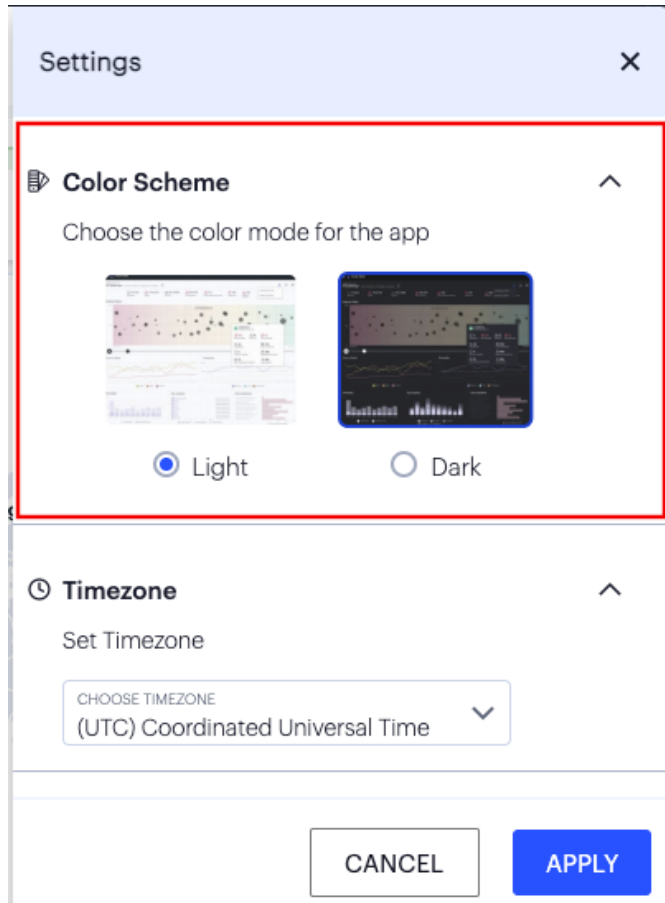 Settings
Color Scheme
Choose the color mode for the app
Light
Dark
Timezone
Set Timezone
CHOOSE TIMEZONE
(UTC) Coordinated Universal Time
CANCEL
APPLY